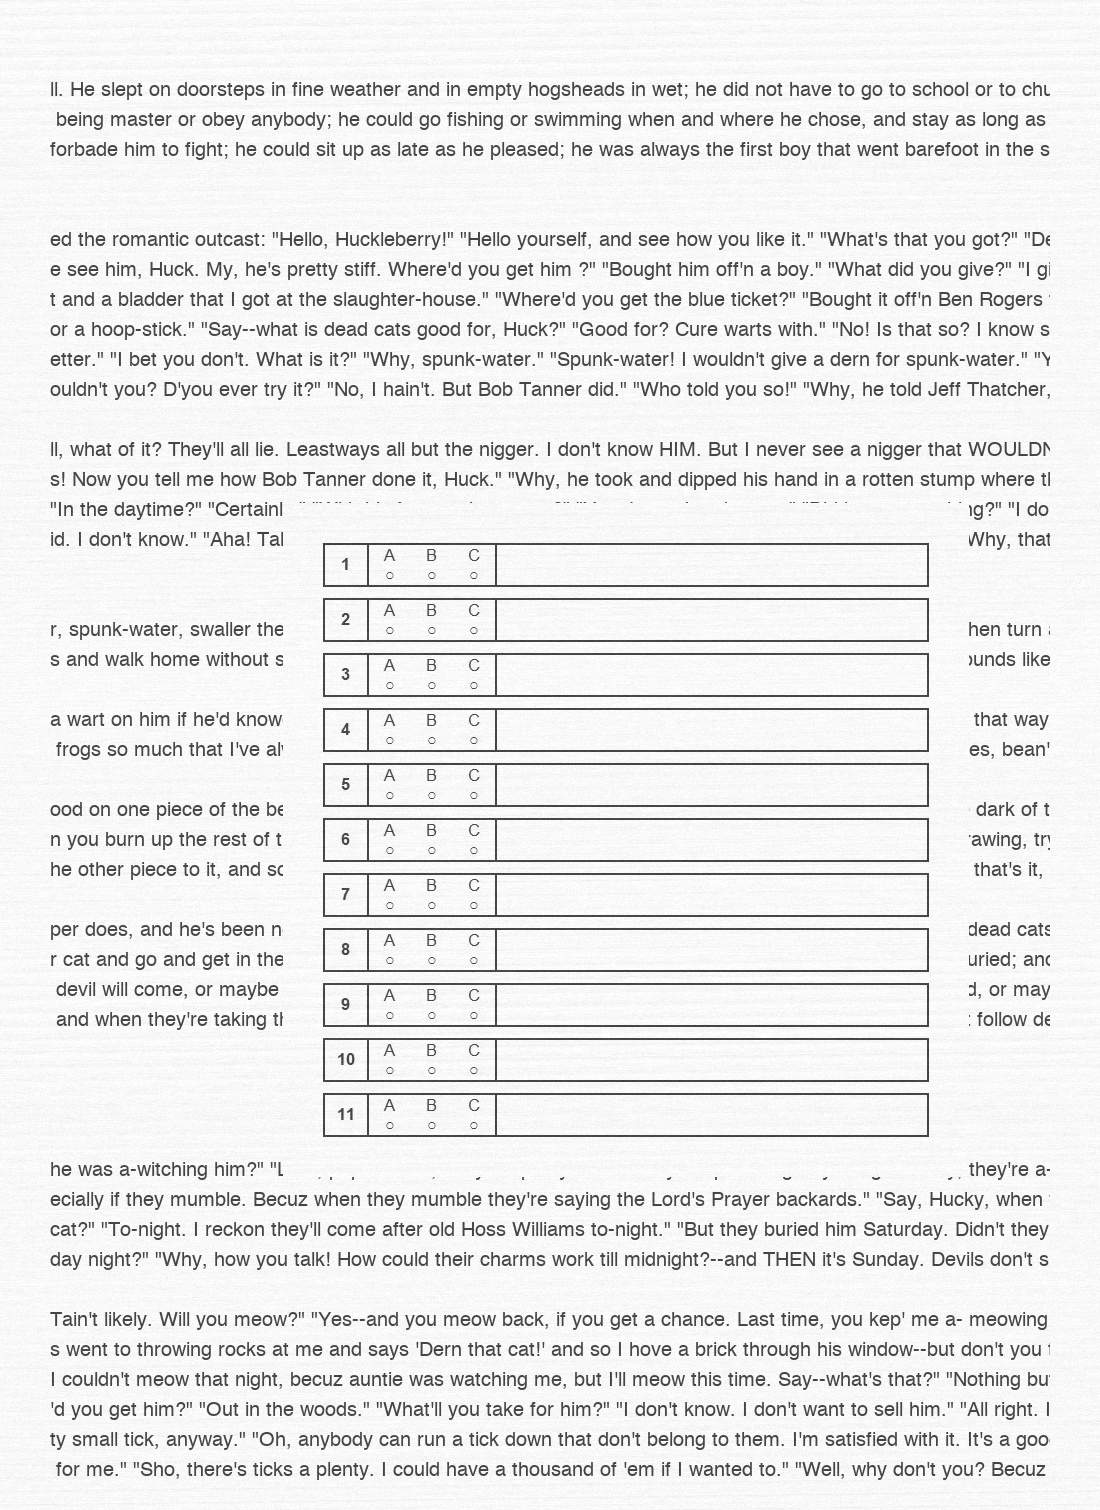 ll. He slept on doorsteps in fine weather and in empty hogsheads in wet; he did not have to go to school or to chu
being master or obey anybody; he could go fishing or swimming when and where he chose, and stay as long as
forbade him to fight; he could sit up as late as he pleased; he was always the first boy that went barefoot in the s
ed the romantic outcast: "Hello, Huckleberry!" "Hello yourself, and see how you like it." "What's that you got?" "De
e see him, Huck. My, he's pretty stiff. Where'd you get him ?" "Bought him off'n a boy." "What did you give?" "I gi
t and a bladder that I got at the slaughter-house." "Where'd you get the blue ticket?" "Bought it off'n Ben Rogers
or a hoop-stick." "Say--what is dead cats good for, Huck?" "Good for? Cure warts with." "No! Is that so? I know s
etter." "I bet you don't. What is it?" "Why, spunk-water." "Spunk-water! I wouldn't give a dern for spunk-water." "Y
ouldn't you? D'you ever try it?" "No, I hain't. But Bob Tanner did." "Who told you so!" "Why, he told Jeff Thatcher,
ll, what of it? They'll all lie. Leastways all but the nigger. I don't know HIM. But I never see a nigger that WOULDN
s! Now you tell me how Bob Tanner done it, Huck." "Why, he took and dipped his hand in a rotten stump where th
"In the daytime?" "Certainl ng?" "I do
id. I don't know." "Aha! Tal Why, that
A B C
1
A B C
2
r, spunk-water, swaller the hen turn
s and walk home without s ounds like
A B C
3
a wart on him if he'd know that way
A B C
4
frogs so much that I've al es, bean'
A B C
5
ood on one piece of the be dark of t
A B C
6
n you burn up the rest of t rawing, try
he other piece to it, and so that's it,
A B C
7
per does, and he's been n dead cats
A B C
8
r cat and go and get in the uried; and
devil will come, or maybe d, or may
A B C
9
and when they're taking th follow de
A B C
10
A B C
11
he was a-witching him?" "L they're a-
ecially if they mumble. Becuz when they mumble they're saying the Lord's Prayer backards." "Say, Hucky, when
cat?" "To-night. I reckon they'll come after old Hoss Williams to-night." "But they buried him Saturday. Didn't they
day night?" "Why, how you talk! How could their charms work till midnight?--and THEN it's Sunday. Devils don't s
Tain't likely. Will you meow?" "Yes--and you meow back, if you get a chance. Last time, you kep' me a- meowing
s went to throwing rocks at me and says 'Dern that cat!' and so I hove a brick through his window--but don't you
I couldn't meow that night, becuz auntie was watching me, but I'll meow this time. Say--what's that?" "Nothing bu
'd you get him?" "Out in the woods." "What'll you take for him?" "I don't know. I don't want to sell him." "All right. I
ty small tick, anyway." "Oh, anybody can run a tick down that don't belong to them. I'm satisfied with it. It's a goo
for me." "Sho, there's ticks a plenty. I could have a thousand of 'em if I wanted to." "Well, why don't you? Becuz